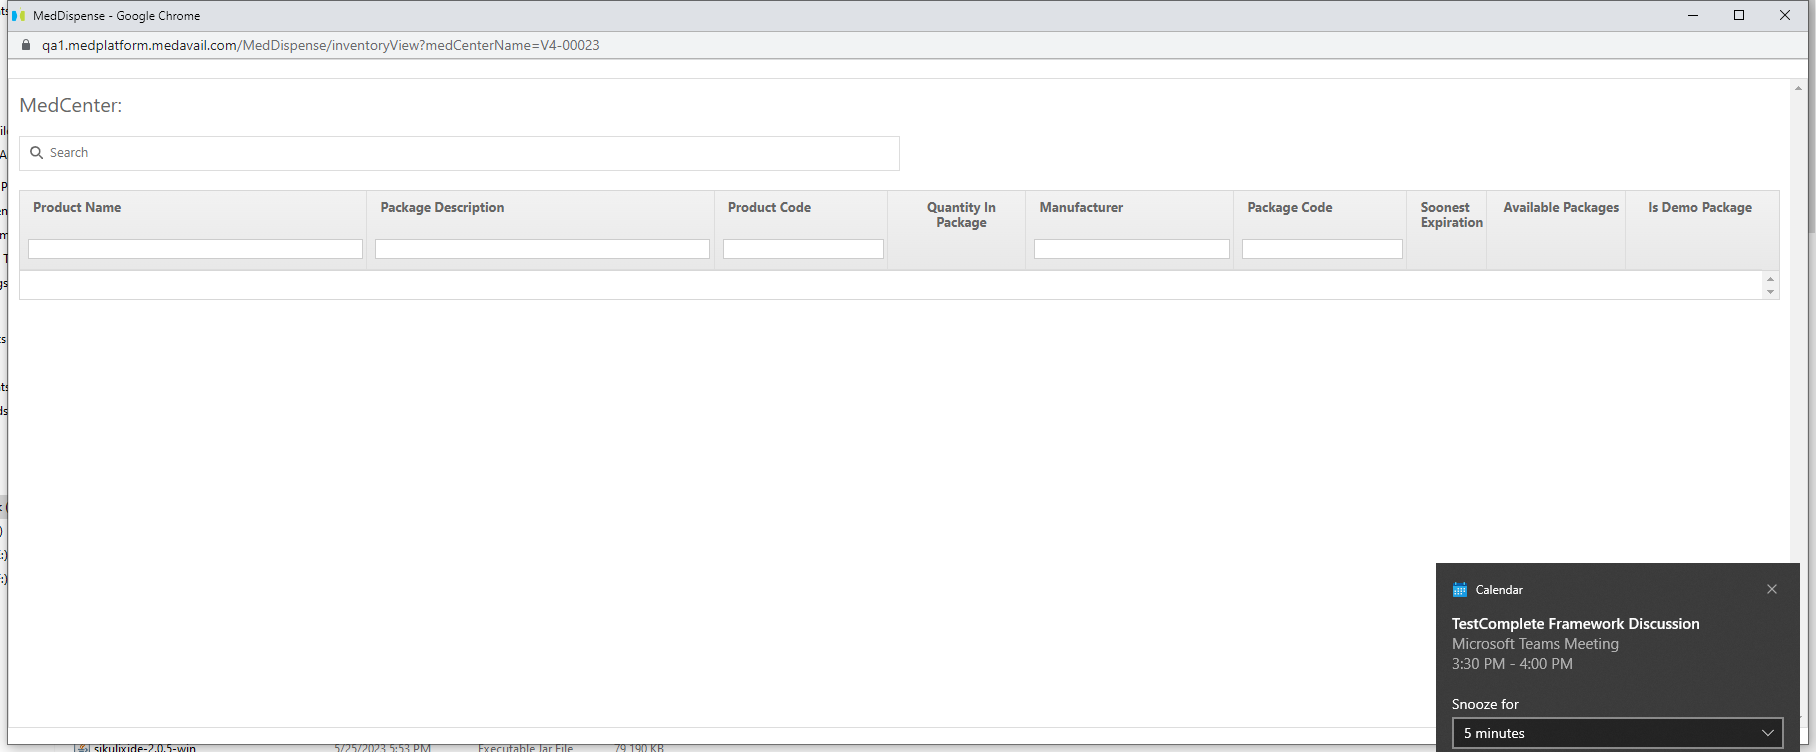 MedDispense - Google Chrome
qa1.medplatform.medavail.com/MedDispense/inventoryView?medCenterName=V4-00023
MedCenter:
Search
Product Name
Package Description
Product Code
Quantity In
Package
Manufacturer
Package Code
Soonest
Expiration
Available Packages
Is Demo Package
Calendar
TestComplete Framework Discussion
Microsoft Teams Meeting
3:30 PM - 4:00 PM
Snooze for
5 minutes
sikulixide-2.0.5-win
5/25/2023 5:53 PM
Executable Jar File
79,190 KB